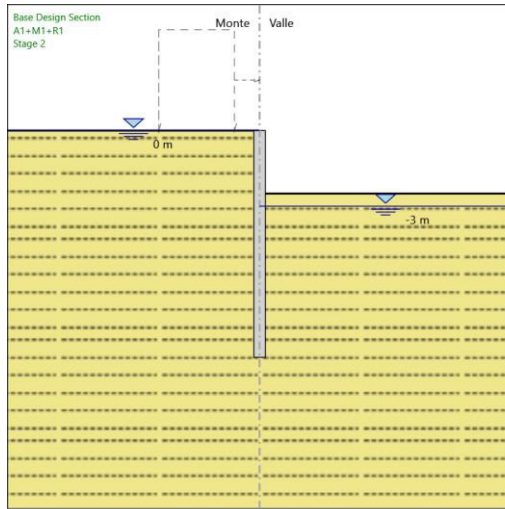 Base Design Section
A1+M1+R1
Stage 2
Monte
Valle
0 m
-3 m